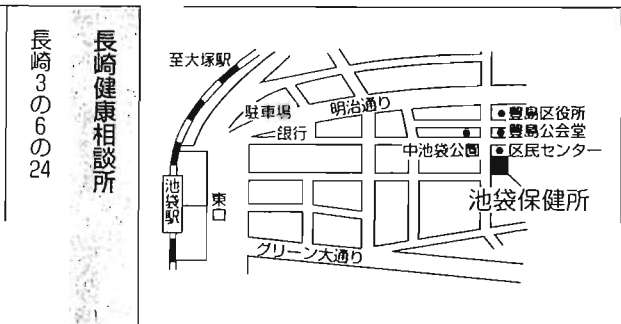 長崎健康相談所
長崎3の6の24
至大塚駅
駐車場
明治通り
銀行
豊島区役所
豊島公会堂
中池袋公園
区民センター
池袋保健所
池袋駅
東口
グリーン大通り